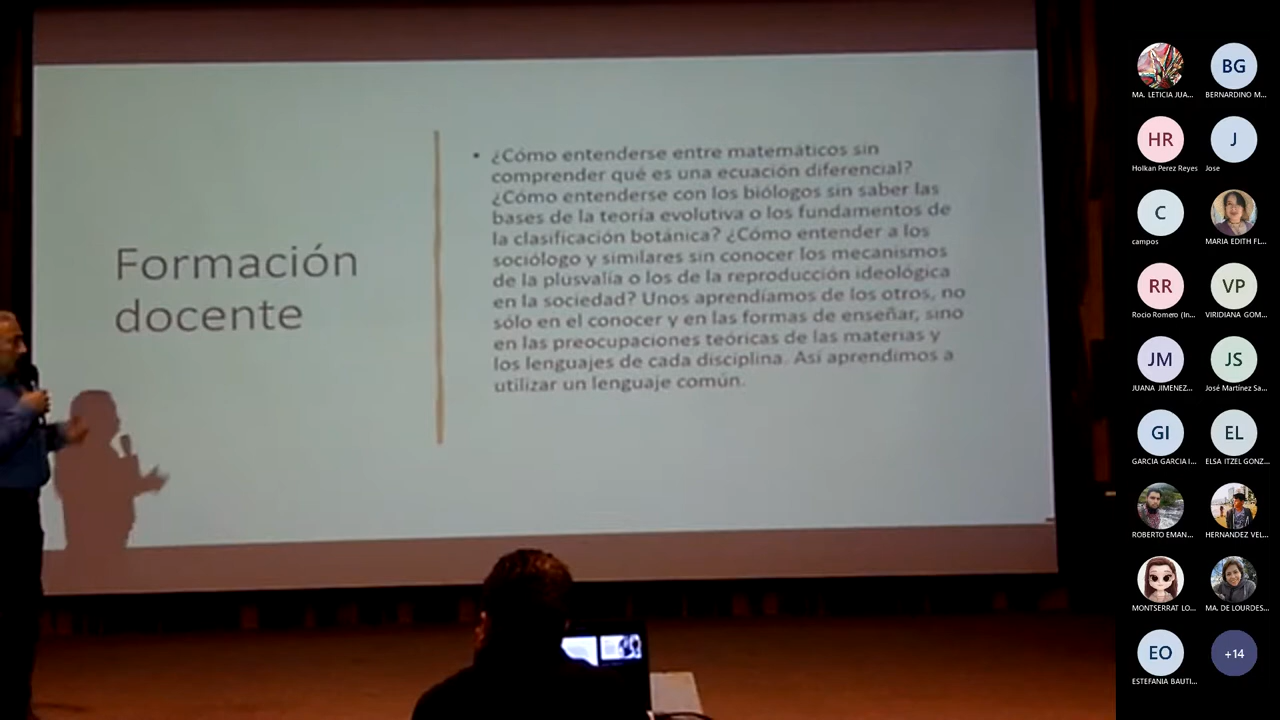 Formación
docente
• ¿Cómo entenderse entre matemáticos sin
comprender qué es una ecuación diferencial?
¿Cómo entenderse con los biólogos sin saber las
bases de la teoría evolutiva o los fundamentos de
la clasificación botánica? ¿Cómo entender a los
sociólogo y similares sin conocer los mecanismos
de la plusvalía o los de la reproducción ideológica
en la sociedad? Unos aprendíamos de los otros, no
sólo en el conocer y en las formas de enseñar, sino
en las preocupaciones teóricas de las materias y
los lenguajes de cada disciplina. Así aprendimos a
utilizar un lenguaje común.
MA. LETICIA JUA...
BG
BERNARDINO M...
HR
Holkan Perez Reyes
J
Jose
C
campos
MARIA EDITH FL...
RR
Rocio Romero (In...
VP
VIRIDIANA GOM...
JM
JUANA JIMENEZ...
JS
José Martínez Sa...
GI
GARCIA GARCIA I...
EL
ELSA ITZEL GONZ...
ROBERTO EMAN...
HERNANDEZ VEL...
MONTSERRAT LO...
MA. DE LOURDES...
EO
ESTEFANIA BAUTI...
+14